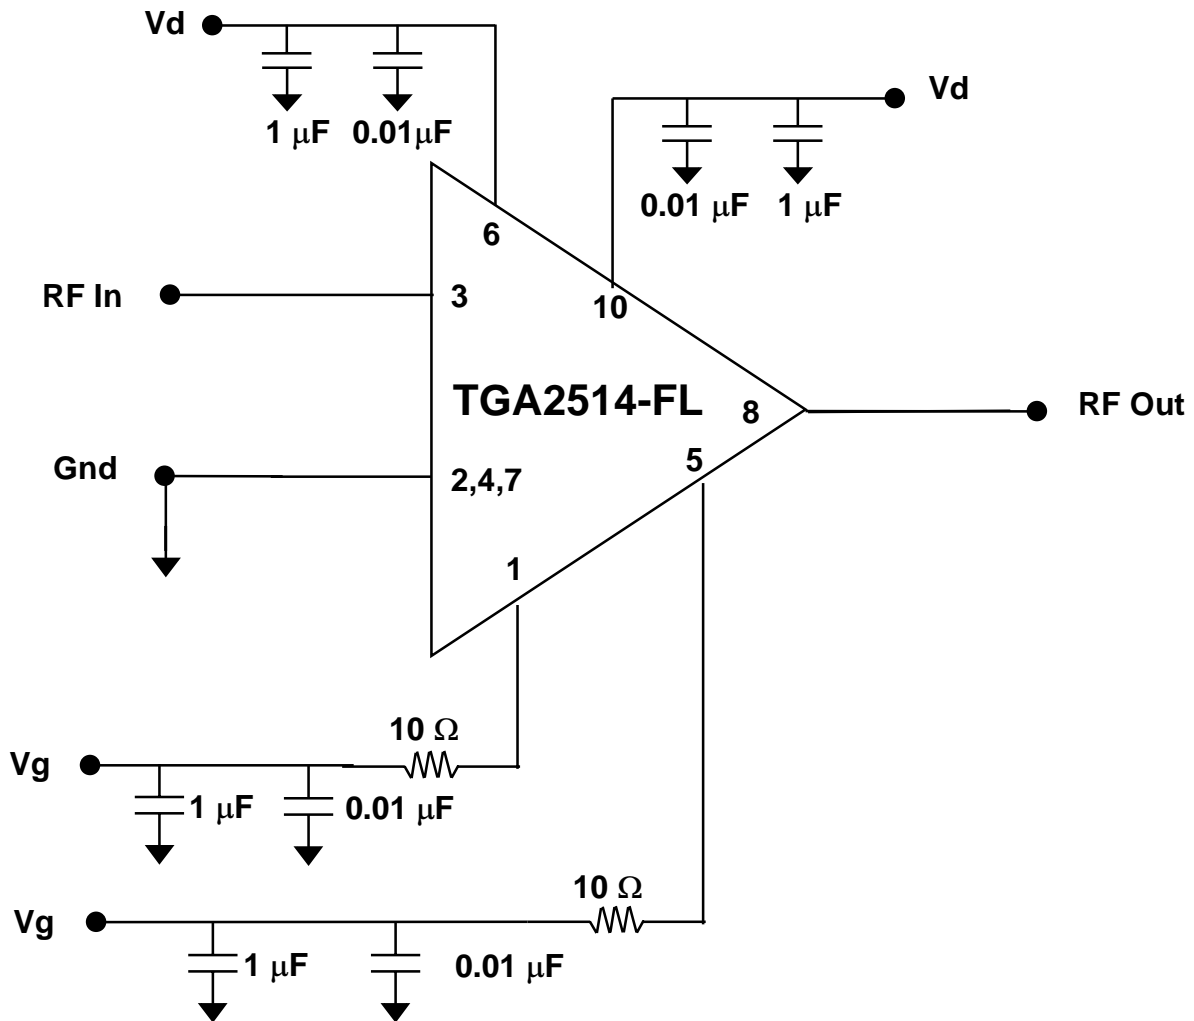 Vd
Vd
1 μF 0.01μF
0.01 μF 1 μF
6
RF In
3
10
TGA2514-FL
8
RF Out
Gnd
2,4,7
5
1
10 Ω
Vg
1 μF
0.01 μF
10 Ω
Vg
1 μF
0.01 μF